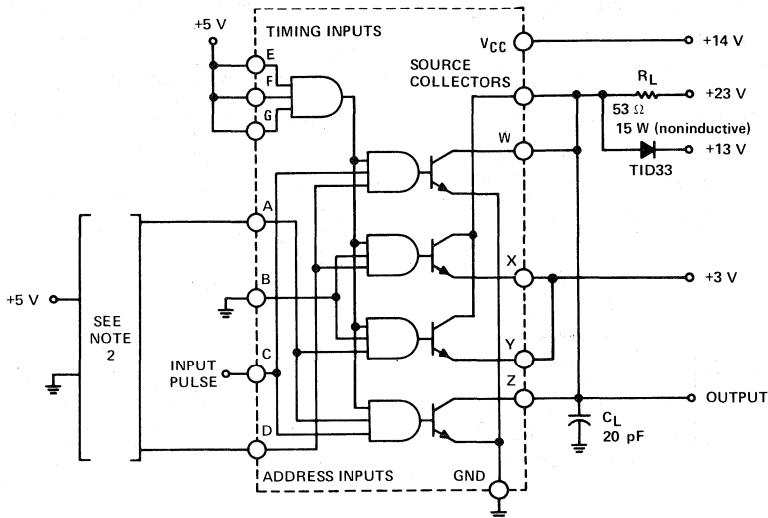 +5 V
TIMING INPUTS
E
F
G
SOURCE
COLLECTORS
VCC
+14 V
RL
53 Ω
15 W (noninductive)
+23 V
+13 V
TID33
W
A
X
+3 V
B
+5 V
SEE
NOTE
2
INPUT
PULSE
C
Y
Z
OUTPUT
CL
20 pF
D
ADDRESS INPUTS
GND